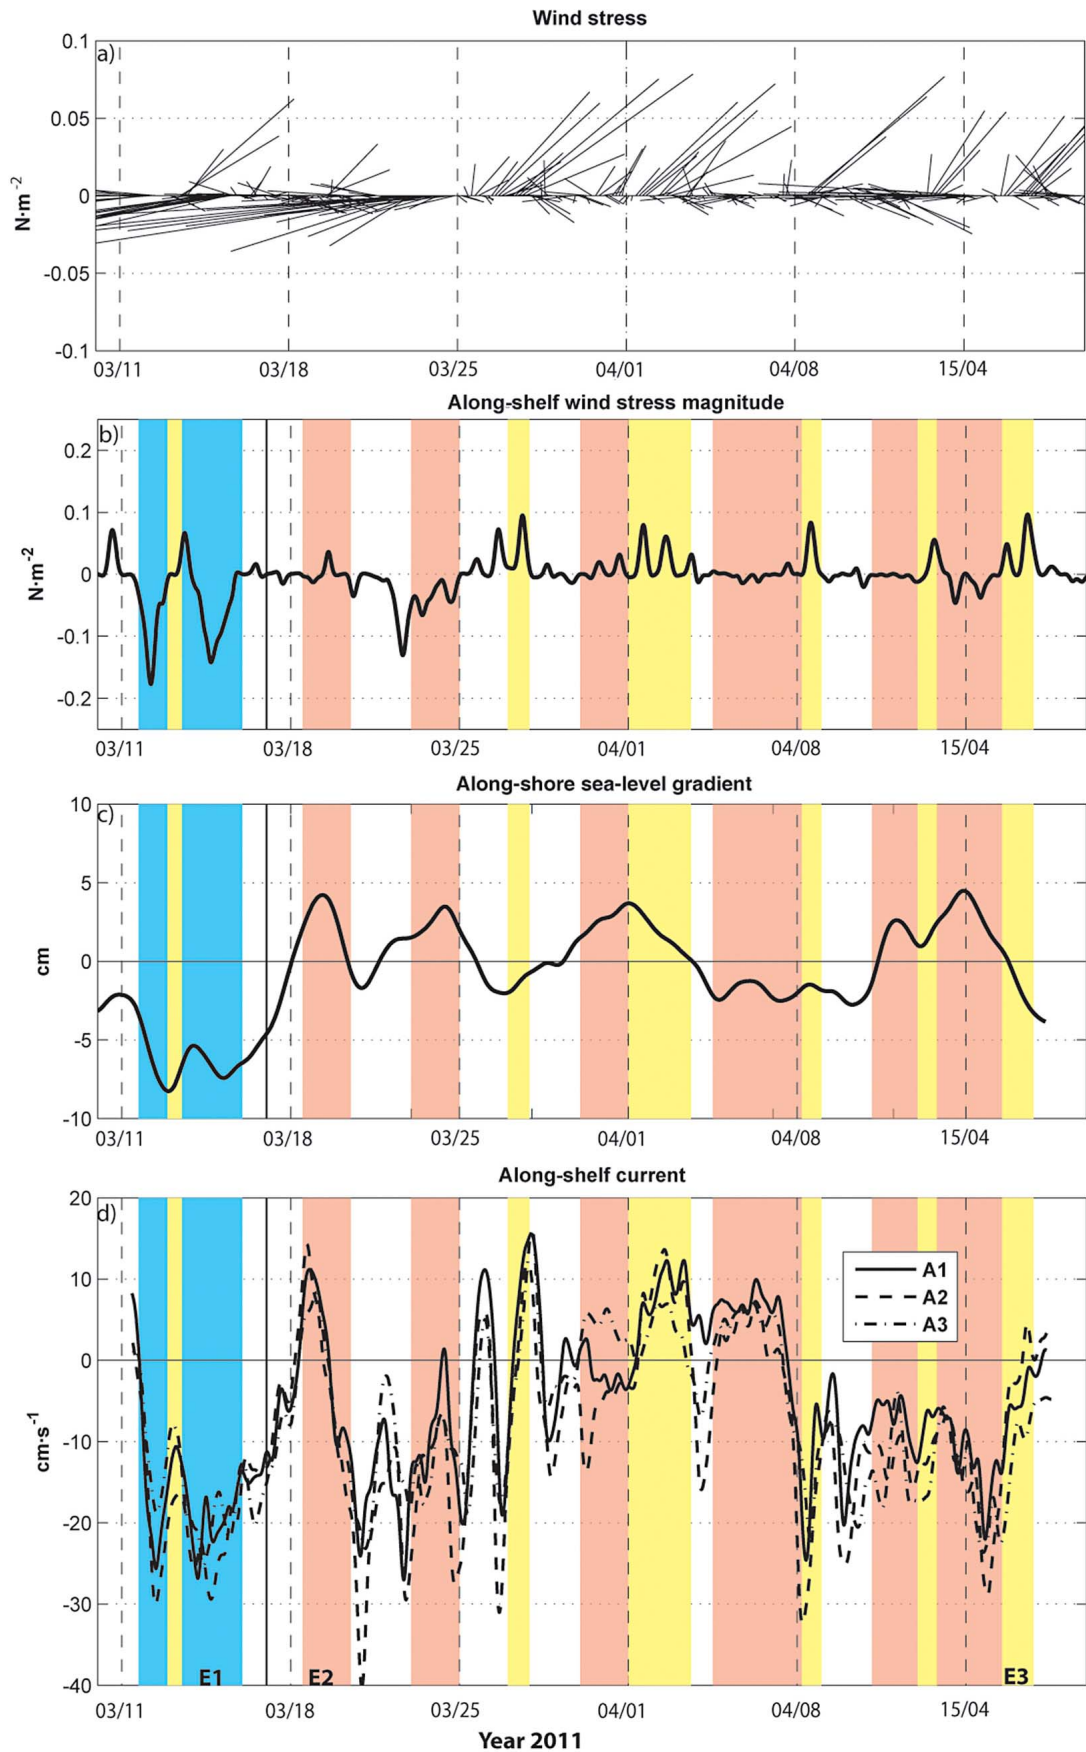 Wind stress
a)
0.1
0.05
0
-0.05
-0.1
N·m-2
03/11 03/18 03/25 04/01 04/08 15/04
Along-shelf wind stress magnitude
b)
0.2
0.1
0
-0.1
-0.2
N·m-2
03/11 03/18 03/25 04/01 04/08 15/04
Along-shore sea-level gradient
c)
10
5
0
-5
-10
cm
03/11 03/18 03/25 04/01 04/08 15/04
Along-shelf current
d)
20
10
0
-10
-20
-30
-40
cm·s-1
A1
A2
A3
E1 E2 E3
03/11 03/18 03/25 04/01 04/08 15/04
Year 2011